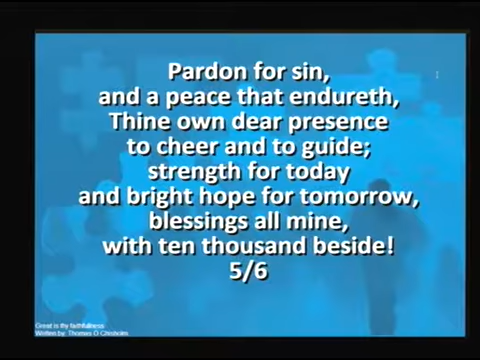 Pardon for sin,
and a peace that endureth,
Thine own dear presence
to cheer and to guide;
strength for today
and bright hope for tomorrow,
blessings all mine,
with ten thousand beside!
5/6
Great is thy faithfulness
Written by: Thomas O Chisholm